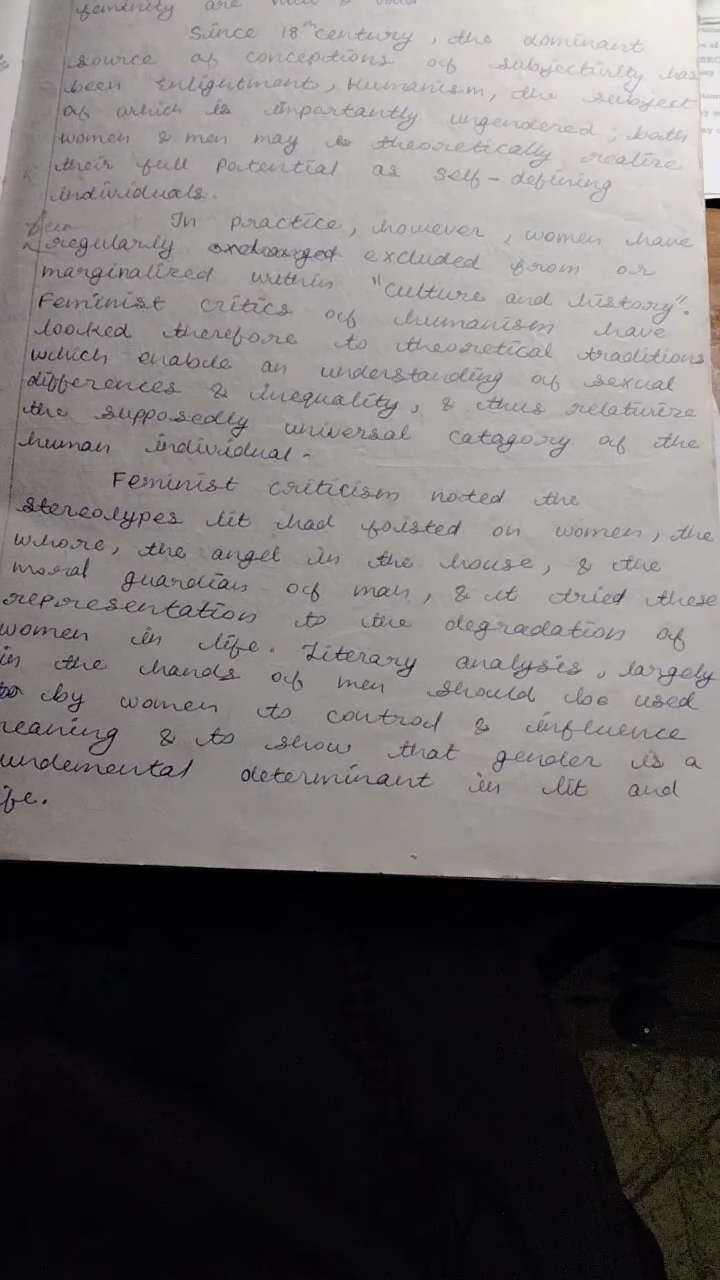 feminity are
Since 18th century, the dominant
source of conceptions of subjectivity has
been Enlightment, Humanism, the subject
of which is importantly ungendered; both
women & men may theoretically realize
their full potential as self-defining
individuals.
In practice, however, women have
been regularly exchanged excluded from or
marginalized within "culture and history".
Feminist critics of humanism have
looked therefore to theoretical traditions
which enable an understanding of sexual
differences & inequality, & thus relativize
the supposedly universal catagory of the
human individual -
Feminist criticism noted the
stereotypes lit had foisted on women, the
whore, the angel in the house, & the
moral guardian of man, & it tried these
representation to the degradation of
women in life. Literary analysis, largely
in the hands of men should be used
by women to control & influence
eaning & to show that gender is a
undemental determinant in lit and
ife.